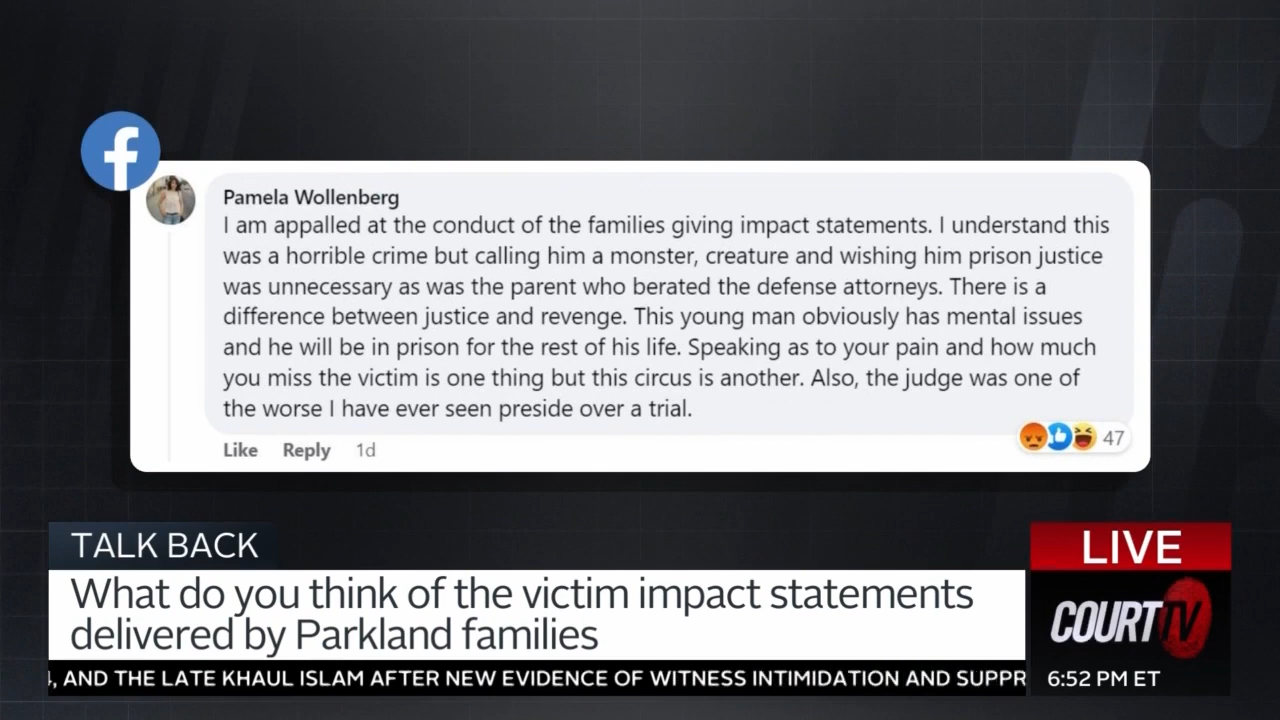 f
Pamela Wollenberg
I am appalled at the conduct of the families giving impact statements. I understand this
was a horrible crime but calling him a monster, creature and wishing him prison justice
was unnecessary as was the parent who berated the defense attorneys. There is a
difference between justice and revenge. This young man obviously has mental issues
and he will be in prison for the rest of his life. Speaking as to your pain and how much
you miss the victim is one thing but this circus is another. Also, the judge was one of
the worse I have ever seen preside over a trial.
Like Reply 1d
47
TALK BACK
What do you think of the victim impact statements
delivered by Parkland families
, AND THE LATE KHAUL ISLAM AFTER NEW EVIDENCE OF WITNESS INTIMIDATION AND SUPPR
LIVE
COURT TV
6:52 PM ET